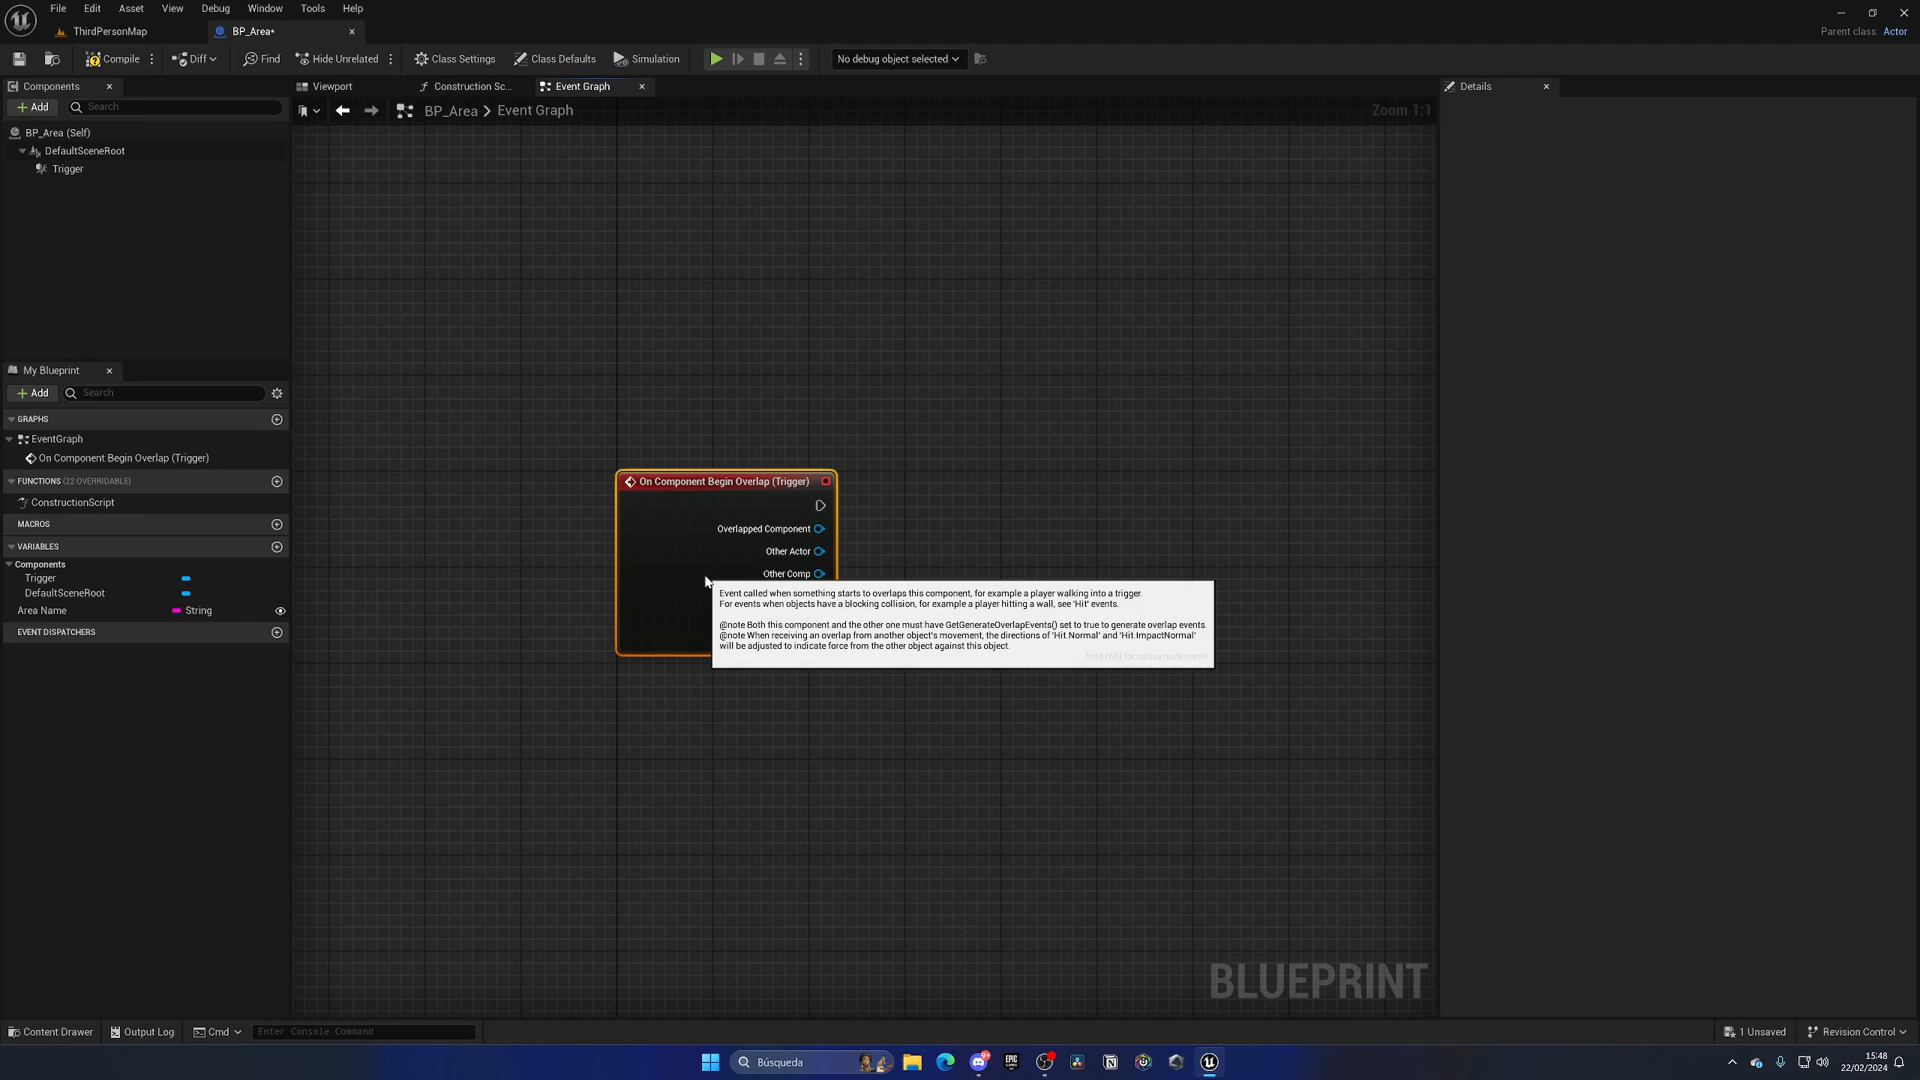 File Edit Asset View Debug Window Tools Help
ThirdPersonMap
BP_Area*
Parent class: Actor
Compile
Diff
Find
Hide Unrelated
Class Settings
Class Defaults
Simulation
No debug object selected
Components
Add
Search
BP_Area (Self)
DefaultSceneRoot
Trigger
Viewport
Construction Sc...
Event Graph
BP_Area > Event Graph
Zoom 1:1
Details
My Blueprint
Add
Search
GRAPHS
EventGraph
On Component Begin Overlap (Trigger)
FUNCTIONS (22 OVERRIDABLE)
ConstructionScript
MACROS
VARIABLES
Components
Trigger
DefaultSceneRoot
Area Name String
EVENT DISPATCHERS
On Component Begin Overlap (Trigger)
Overlapped Component
Other Actor
Other Comp
Event called when something starts to overlaps this component, for example a player walking into a trigger.
For events when objects have a blocking collision, for example a player hitting a wall, see 'Hit' events.
@note Both this component and the other one must have GetGenerateOverlapEvents() set to true to generate overlap events.
@note When receiving an overlap from another object's movement, the directions of 'Hit.Normal' and 'Hit.ImpactNormal'
will be adjusted to indicate force from the other object against this object.
hold (Alt) for native node name
BLUEPRINT
Content Drawer
Output Log
Cmd
Enter Console Command
1 Unsaved
Revision Control
Búsqueda
EPIC
GAMES
15:48
22/02/2024